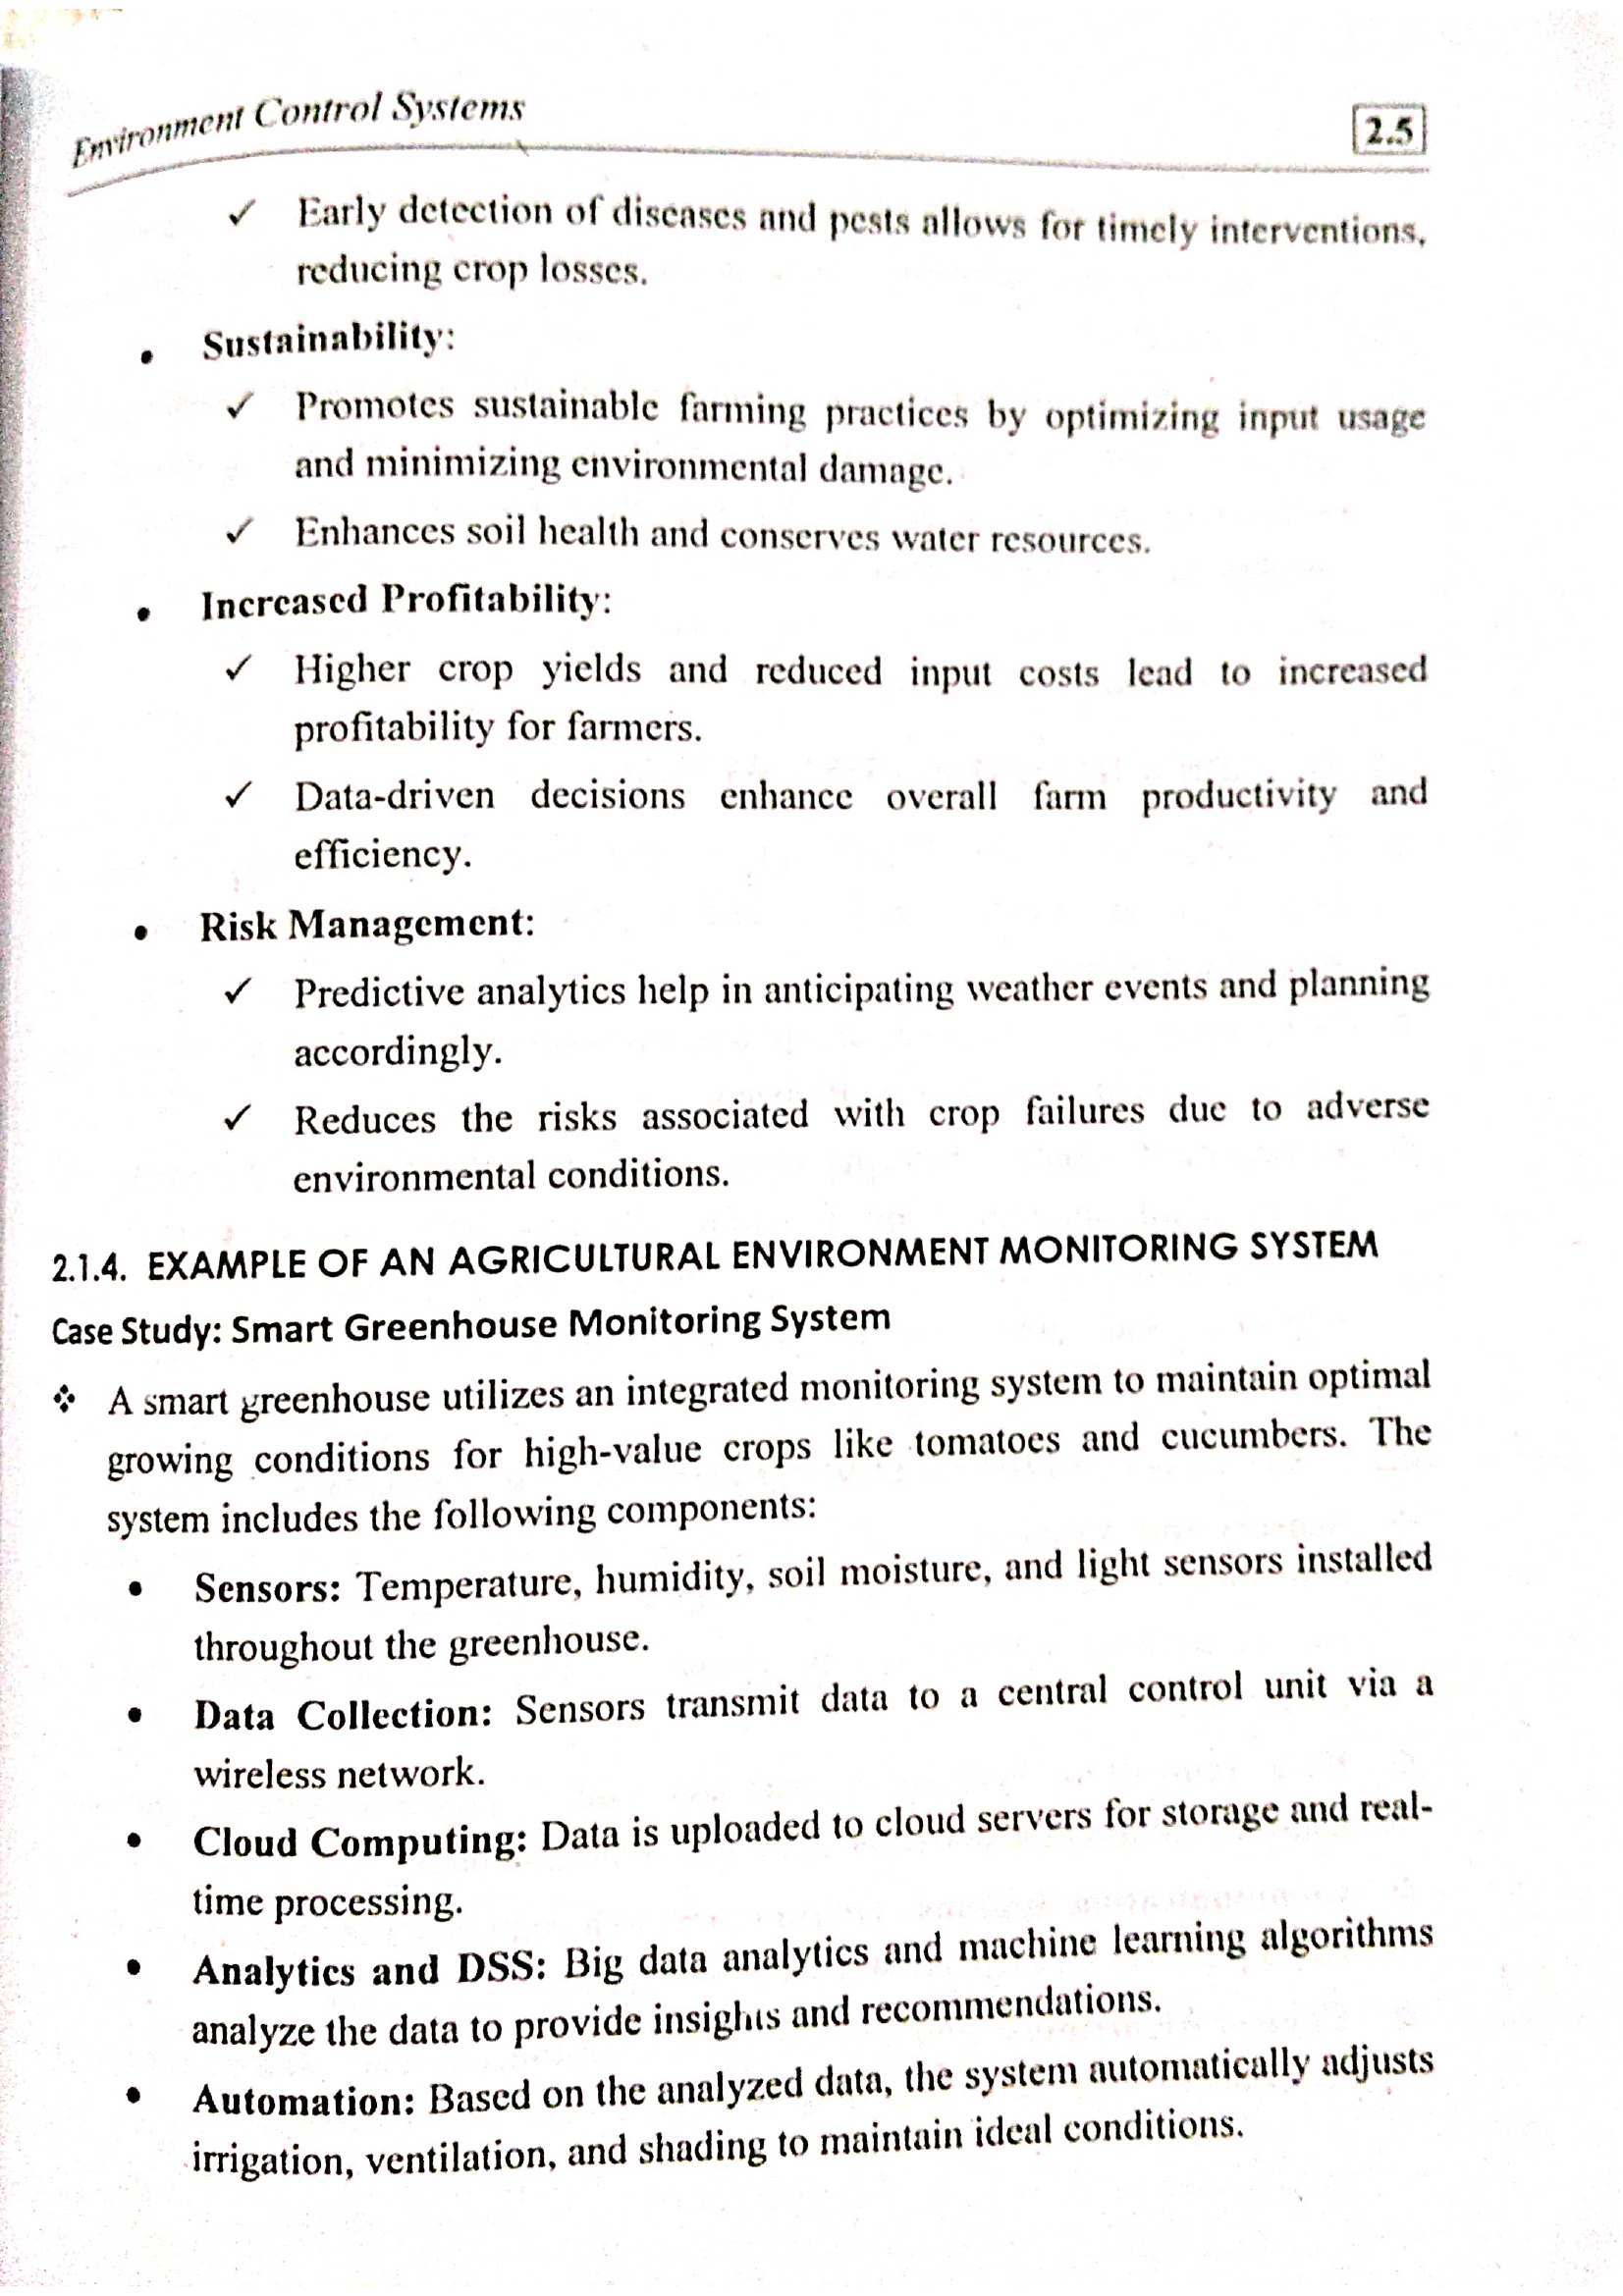 Environment Control Systems
2.5
✓ Early detection of diseases and pests allows for timely interventions,
reducing crop losses.
• Sustainability:
✓ Promotes sustainable farming practices by optimizing input usage
and minimizing environmental damage.
✓ Enhances soil health and conserves water resources.
• Increased Profitability:
✓ Higher crop yields and reduced input costs lead to increased
profitability for farmers.
✓ Data-driven decisions enhance overall farm productivity and
efficiency.
• Risk Management:
✓ Predictive analytics help in anticipating weather events and planning
accordingly.
✓ Reduces the risks associated with crop failures due to adverse
environmental conditions.
2.1.4. EXAMPLE OF AN AGRICULTURAL ENVIRONMENT MONITORING SYSTEM
Case Study: Smart Greenhouse Monitoring System
❖ A smart greenhouse utilizes an integrated monitoring system to maintain optimal
growing conditions for high-value crops like tomatoes and cucumbers. The
system includes the following components:
• Sensors: Temperature, humidity, soil moisture, and light sensors installed
throughout the greenhouse.
• Data Collection: Sensors transmit data to a central control unit via a
wireless network.
• Cloud Computing: Data is uploaded to cloud servers for storage and real-
time processing.
• Analytics and DSS: Big data analytics and machine learning algorithms
analyze the data to provide insights and recommendations.
• Automation: Based on the analyzed data, the system automatically adjusts
irrigation, ventilation, and shading to maintain ideal conditions.